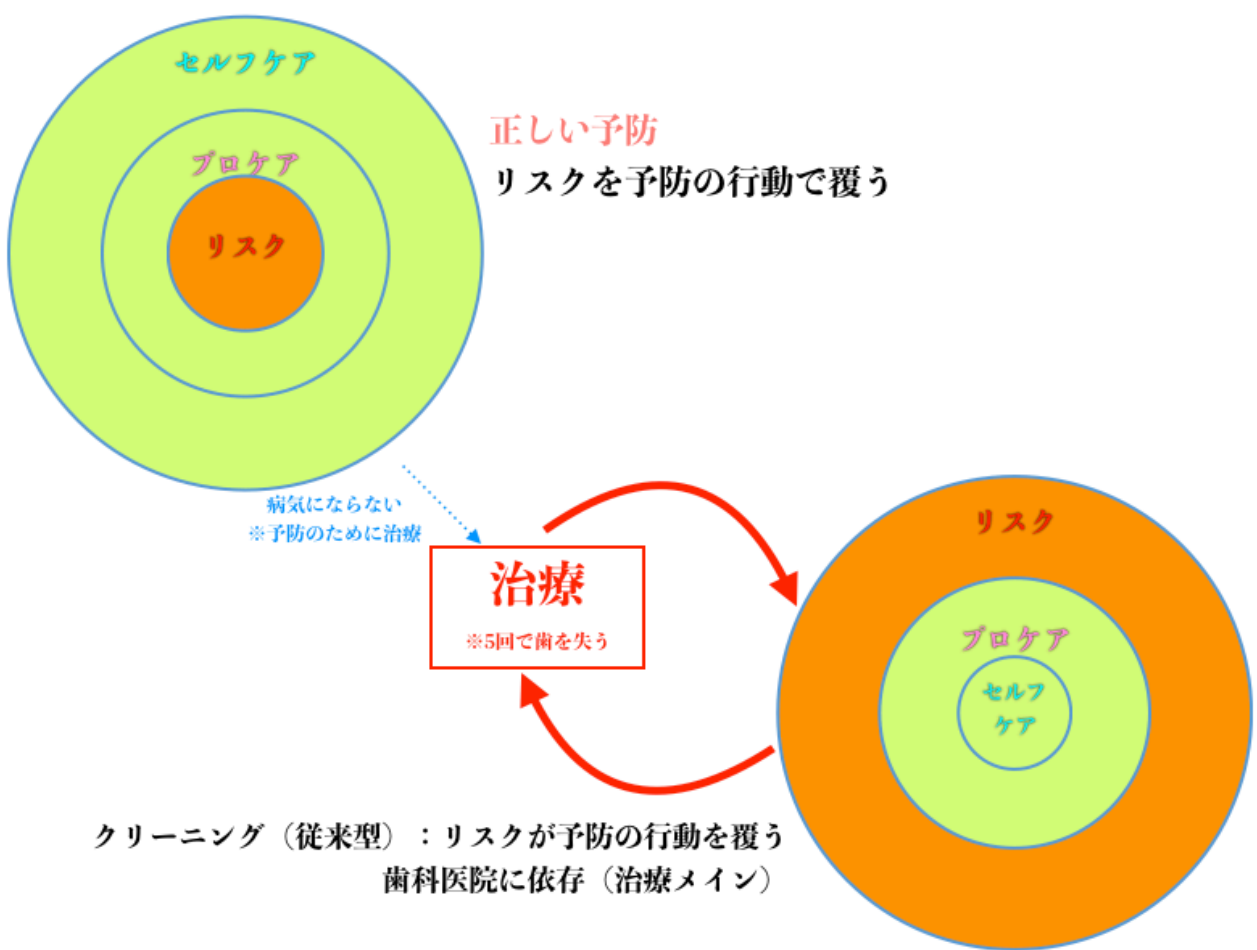 セルフケア
プロケア
リスク
正しい予防
リスクを予防の行動で覆う
病気にならない
※予防のために治療
治療
※5回で歯を失う
リスク
プロケア
セルフ
ケア
クリーニング（従来型）：リスクが予防の行動を覆う
歯科医院に依存（治療メイン）